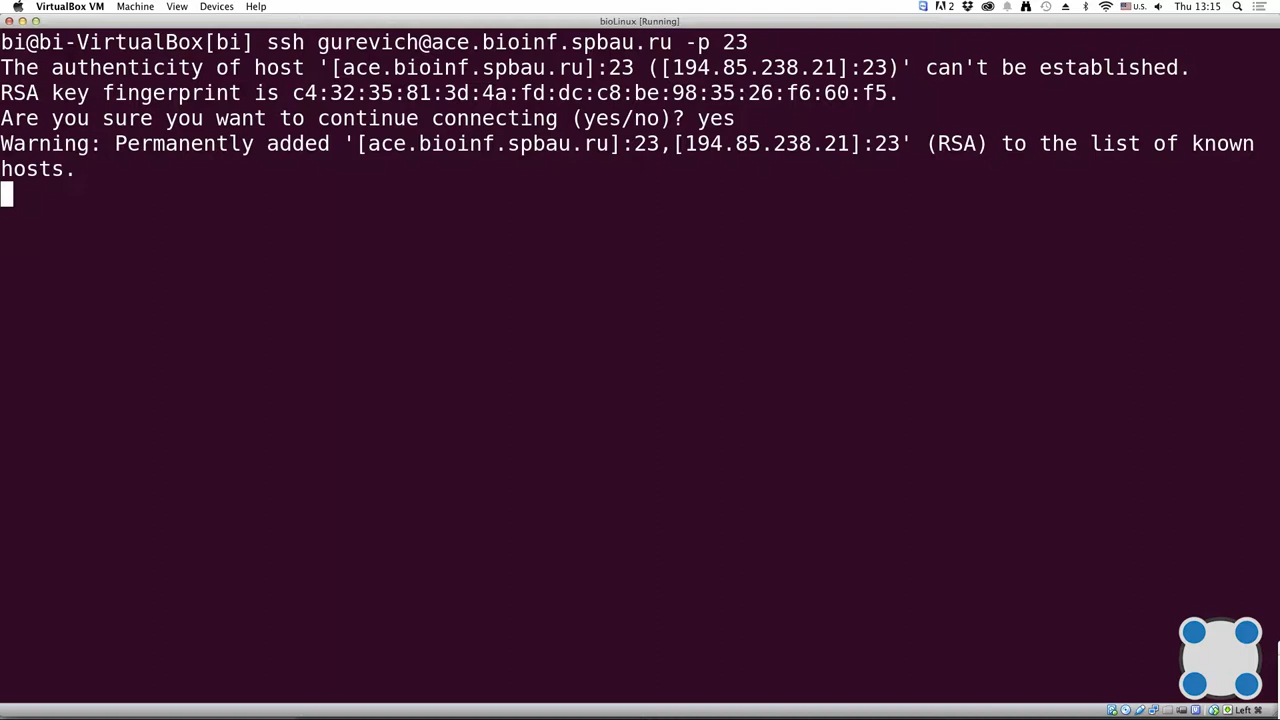 VirtualBox VM Machine View Devices Help 2 U.S. Thu 13:15
bioLinux [Running]
bi@bi-VirtualBox[bi] ssh gurevich@ace.bioinf.spbau.ru -p 23
The authenticity of host '[ace.bioinf.spbau.ru]:23 ([194.85.238.21]:23)' can't be established.
RSA key fingerprint is c4:32:35:81:3d:4a:fd:dc:c8:be:98:35:26:f6:60:f5.
Are you sure you want to continue connecting (yes/no)? yes
Warning: Permanently added '[ace.bioinf.spbau.ru]:23,[194.85.238.21]:23' (RSA) to the list of known
hosts.
Left ⌘